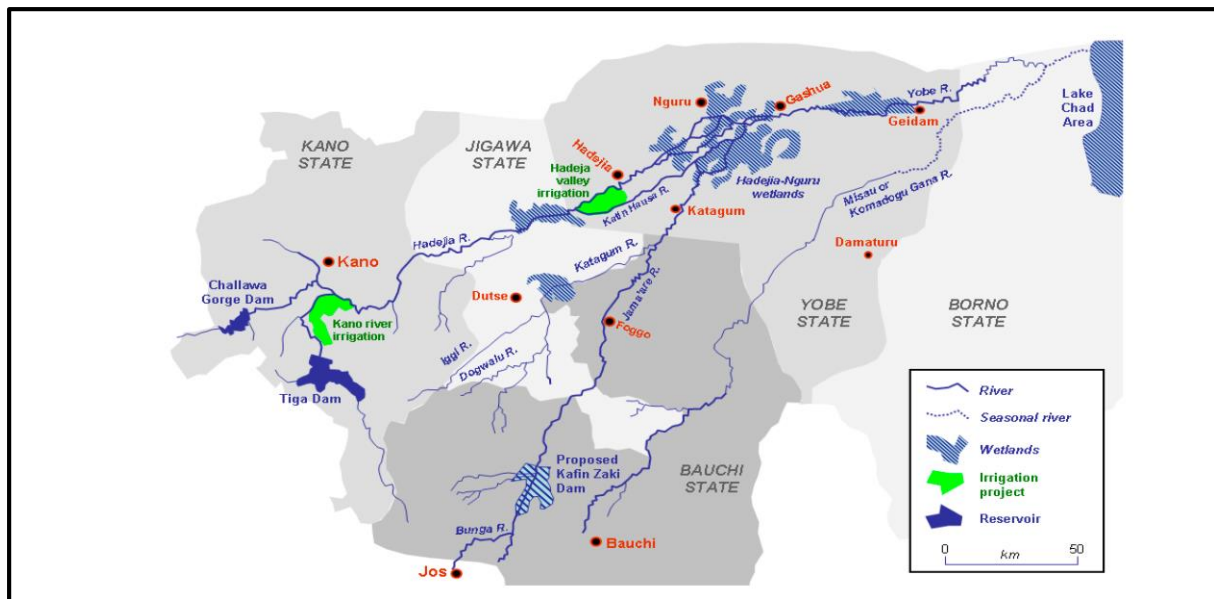 Nguru
Gashua
Yobe R.
Geidam
Lake
Chad
Area
KANO
STATE
JIGAWA
STATE
Hadejia
Hadeja
valley
irrigation
Katin Hausa R.
Hadejia-Nguru
wetlands
Misau or
Komadogu Gana R.
Katagum
Hadejia R.
Damaturu
Kano
Katagum R.
Challawa
Gorge Dam
Dutse
Jama'are R.
YOBE
STATE
BORNO
STATE
Kano river
irrigation
Foggo
Iggi R.
Dogwalu R.
Tiga Dam
Proposed
Kafin Zaki
Dam
BAUCHI
STATE
Bunga R.
Bauchi
Jos
River
Seasonal river
Wetlands
Irrigation
project
Reservoir
0 50
km